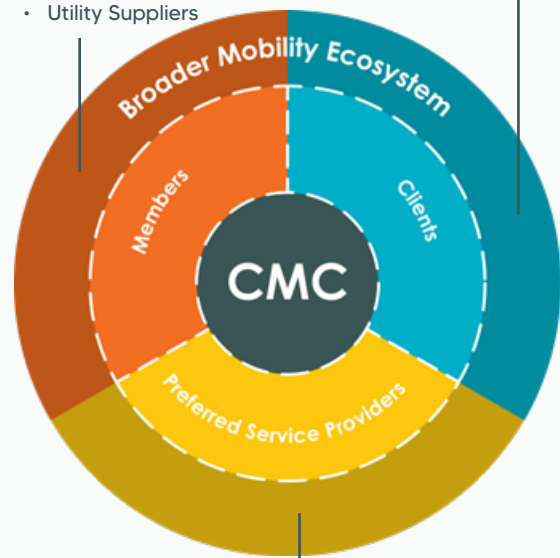 • Utility Suppliers
Broader Mobility Ecosystem
Members
Clients
CMC
Preferred Service Providers